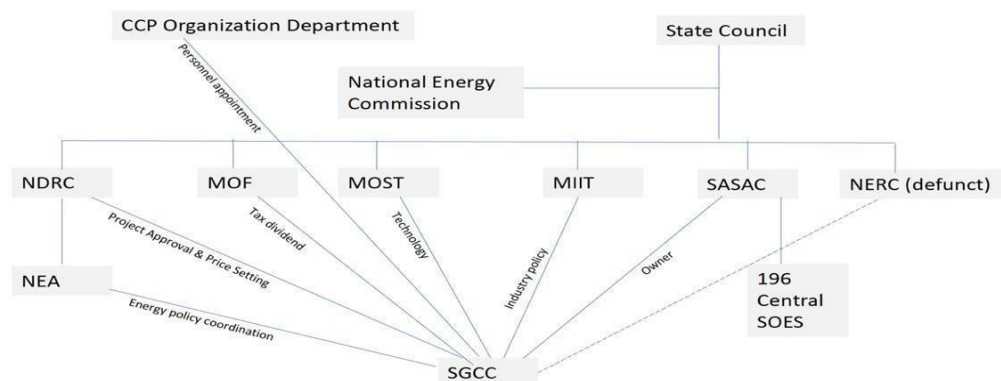 CCP Organization Department
State Council
Personnel appointment
National Energy
Commission
NDRC
MOF
MOST
MIIT
SASAC
NERC (defunct)
Project Approval & Price Setting
Tax dividend
Technology
Industry policy
Owner
NEA
196
Central
SOES
Energy policy coordination
SGCC